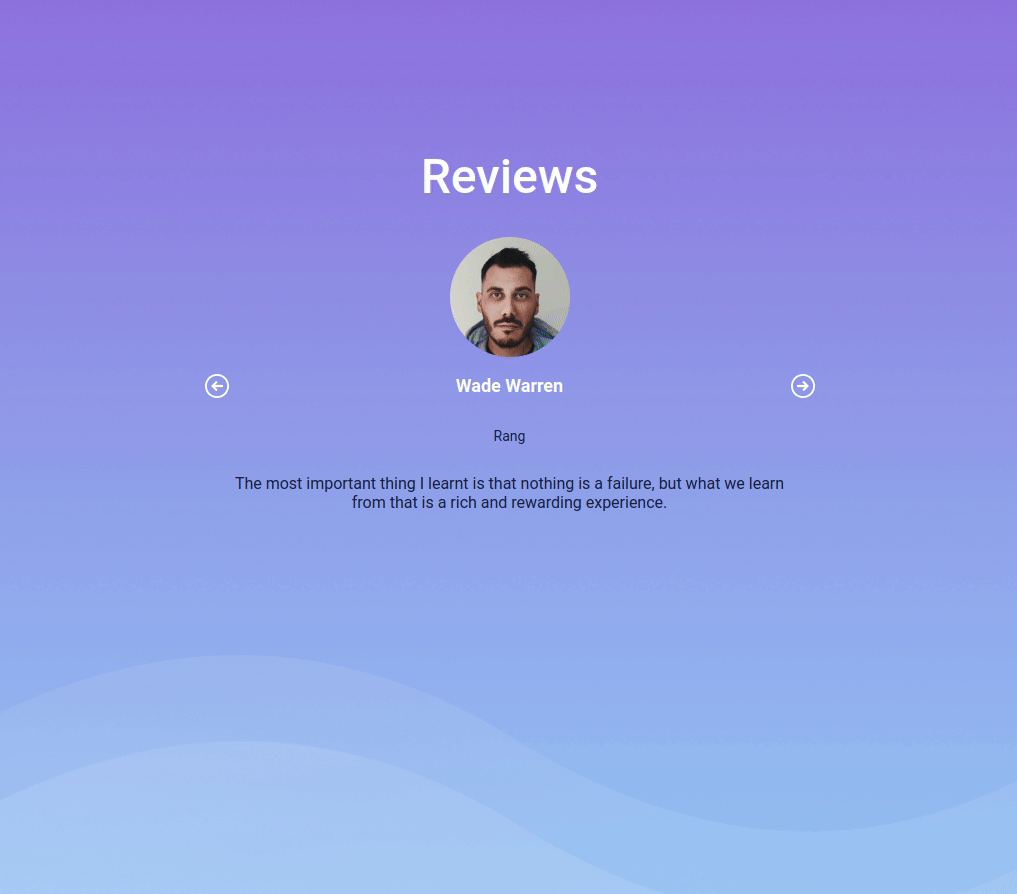 Reviews
Wade Warren
Rang
The most important thing I learnt is that nothing is a failure, but what we learn
from that is a rich and rewarding experience.